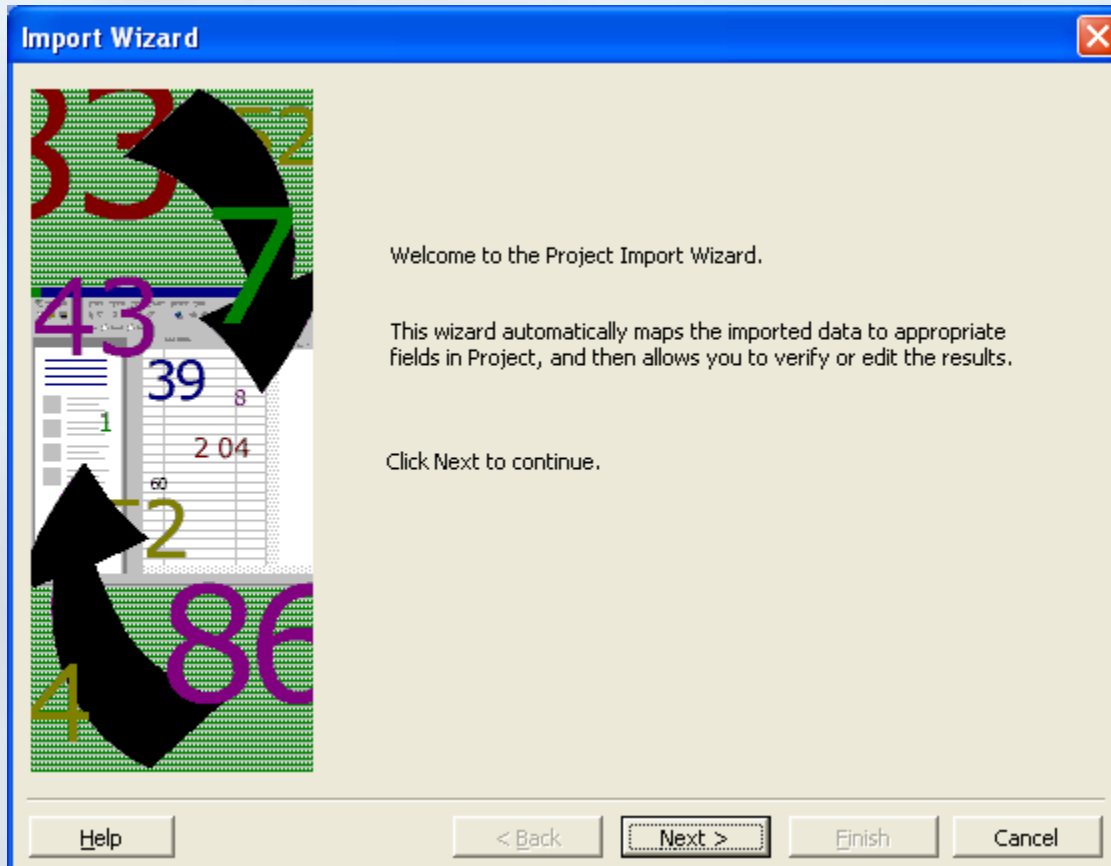 Import Wizard
33
52
7
43
39
8
1
2 04
60
52
86
4
Welcome to the Project Import Wizard.
This wizard automatically maps the imported data to appropriate
fields in Project, and then allows you to verify or edit the results.
Click Next to continue.
Help
< Back
Next >
Finish
Cancel